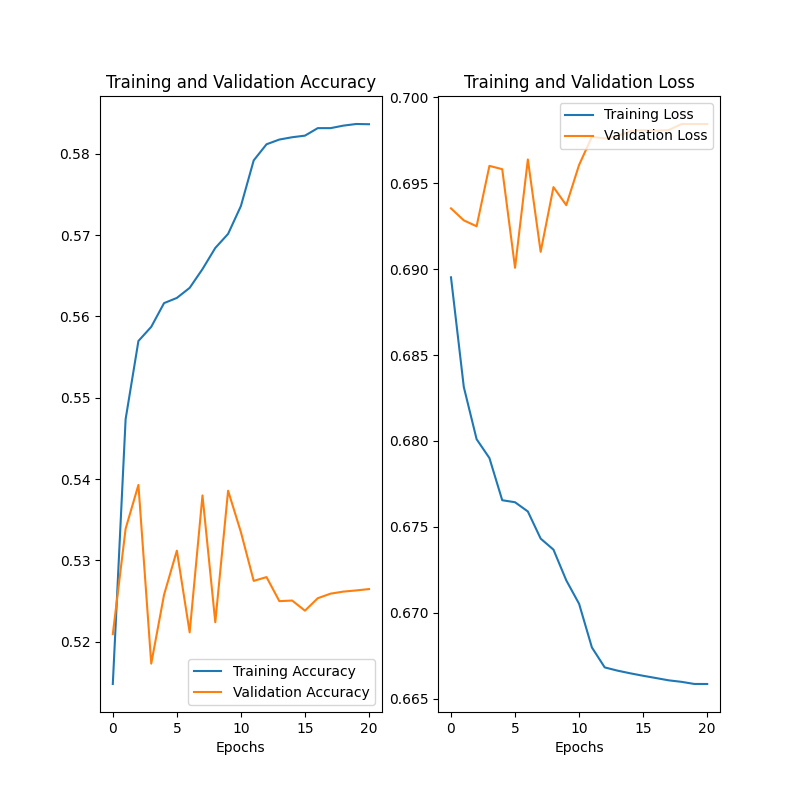 Training and Validation Accuracy
0.58
0.57
0.56
0.55
0.54
0.53
0.52
Training Accuracy
Validation Accuracy
0 5 10 15 20
Epochs
Training and Validation Loss
0.700
0.695
0.690
0.685
0.680
0.675
0.670
0.665
Training Loss
Validation Loss
0 5 10 15 20
Epochs